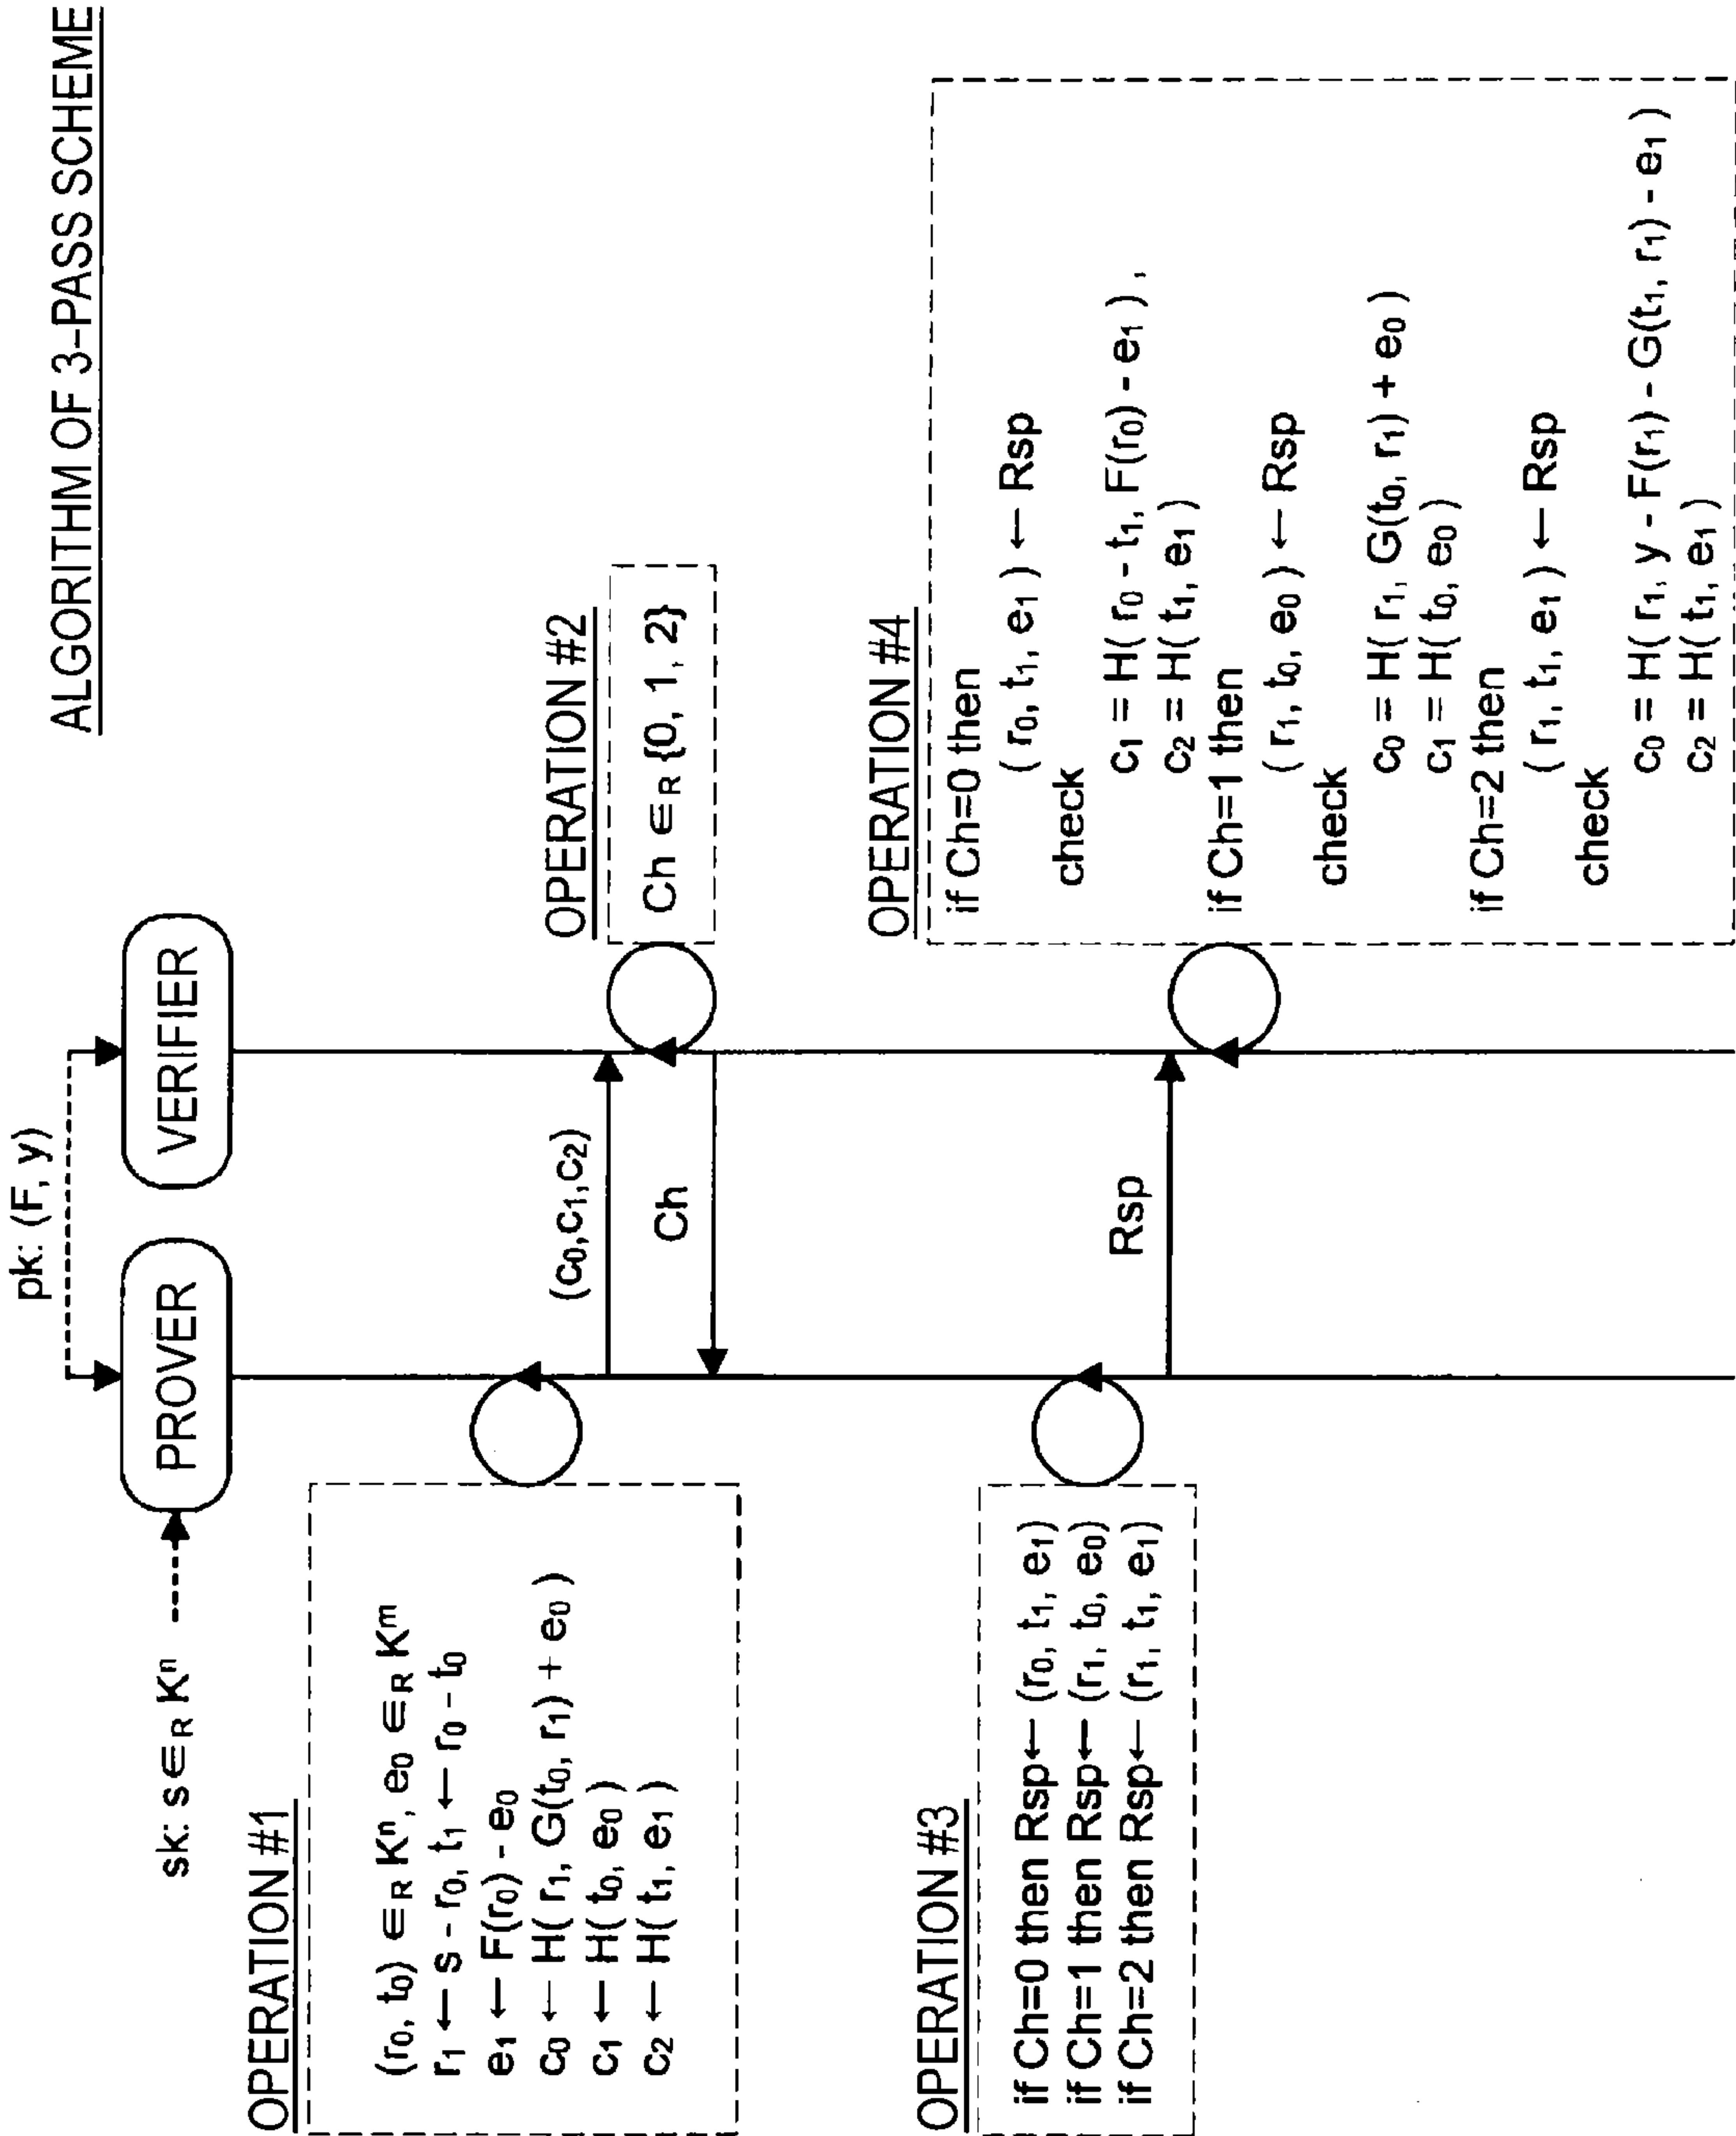 ALGORITHM OF 3-PASS SCHEME
pk: (F, y)
sk: s∈R Kⁿ
PROVER
VERIFIER
OPERATION #1
(r₀, t₀) ∈R Kⁿ, e₀ ∈R Kᵐ
r₁ ← s - r₀, t₁ ← r₀ - t₀
e₁ ← F(r₀) - e₀
c₀ ← H( r₁, G(t₀, r₁) + e₀ )
c₁ ← H( t₀, e₀ )
c₂ ← H( t₁, e₁ )
(c₀,c₁,c₂)
OPERATION #2
Ch ∈R {0, 1, 2}
Ch
OPERATION #3
if Ch=0 then Rsp← (r₀, t₁, e₁)
if Ch=1 then Rsp← (r₁, t₀, e₀)
if Ch=2 then Rsp← (r₁, t₁, e₁)
Rsp
OPERATION #4
if Ch=0 then
( r₀, t₁, e₁ ) ← Rsp
check
c₁ = H( r₀ - t₁, F(r₀) - e₁ ) ,
c₂ = H( t₁, e₁ )
if Ch=1 then
( r₁, t₀, e₀ ) ← Rsp
check
c₀ = H( r₁, G(t₀, r₁) + e₀ )
c₁ = H( t₀, e₀ )
if Ch=2 then
( r₁, t₁, e₁ ) ← Rsp
check
c₀ = H( r₁, y - F(r₁) - G(t₁, r₁) - e₁ )
c₂ = H( t₁, e₁ )